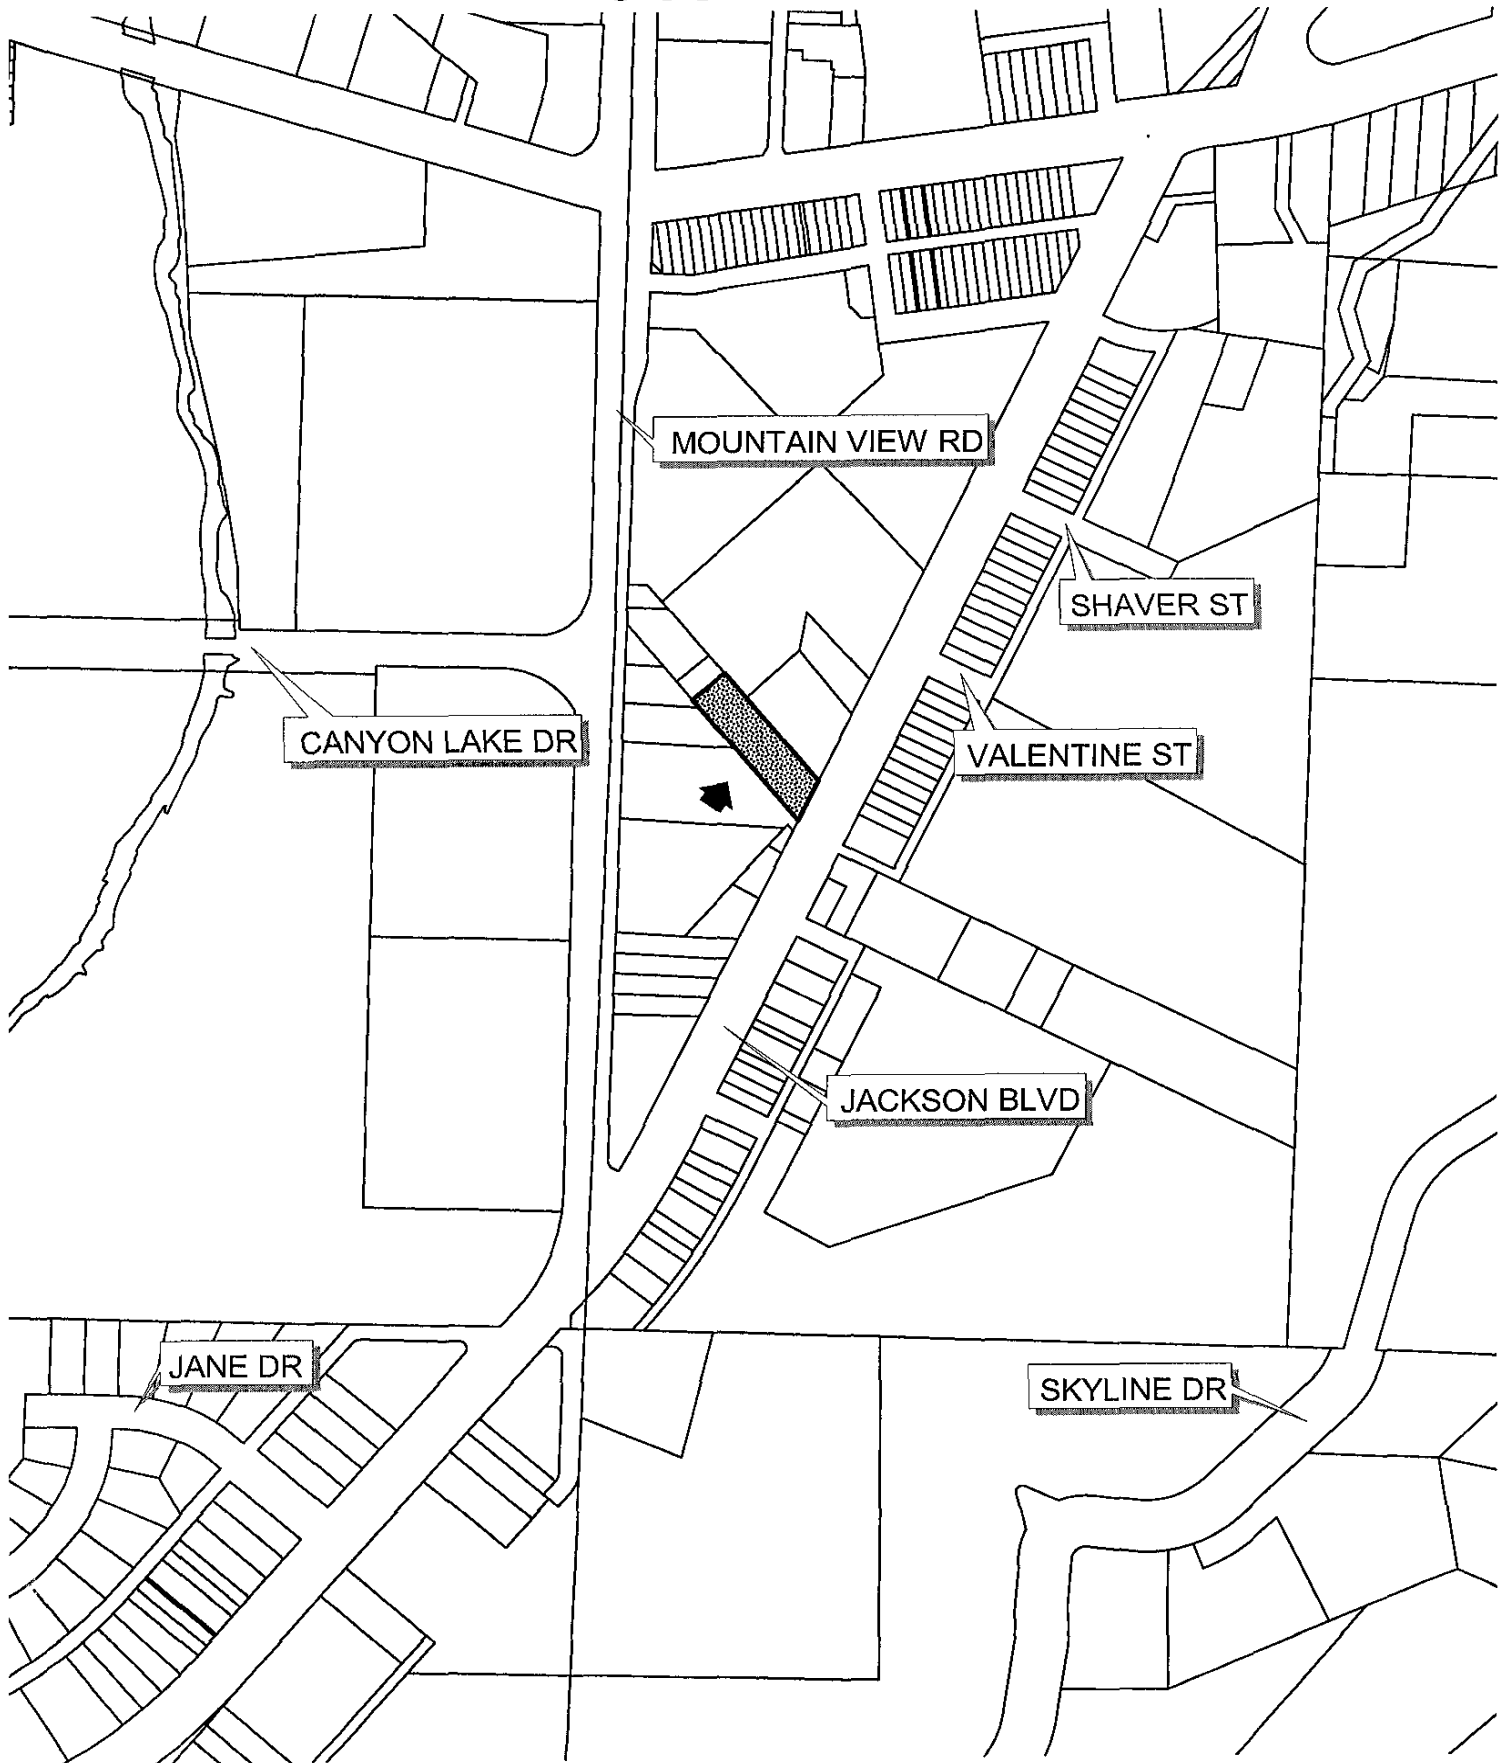 MOUNTAIN VIEW RD
SHAVER ST
CANYON LAKE DR
VALENTINE ST
JACKSON BLVD
JANE DR
SKYLINE DR